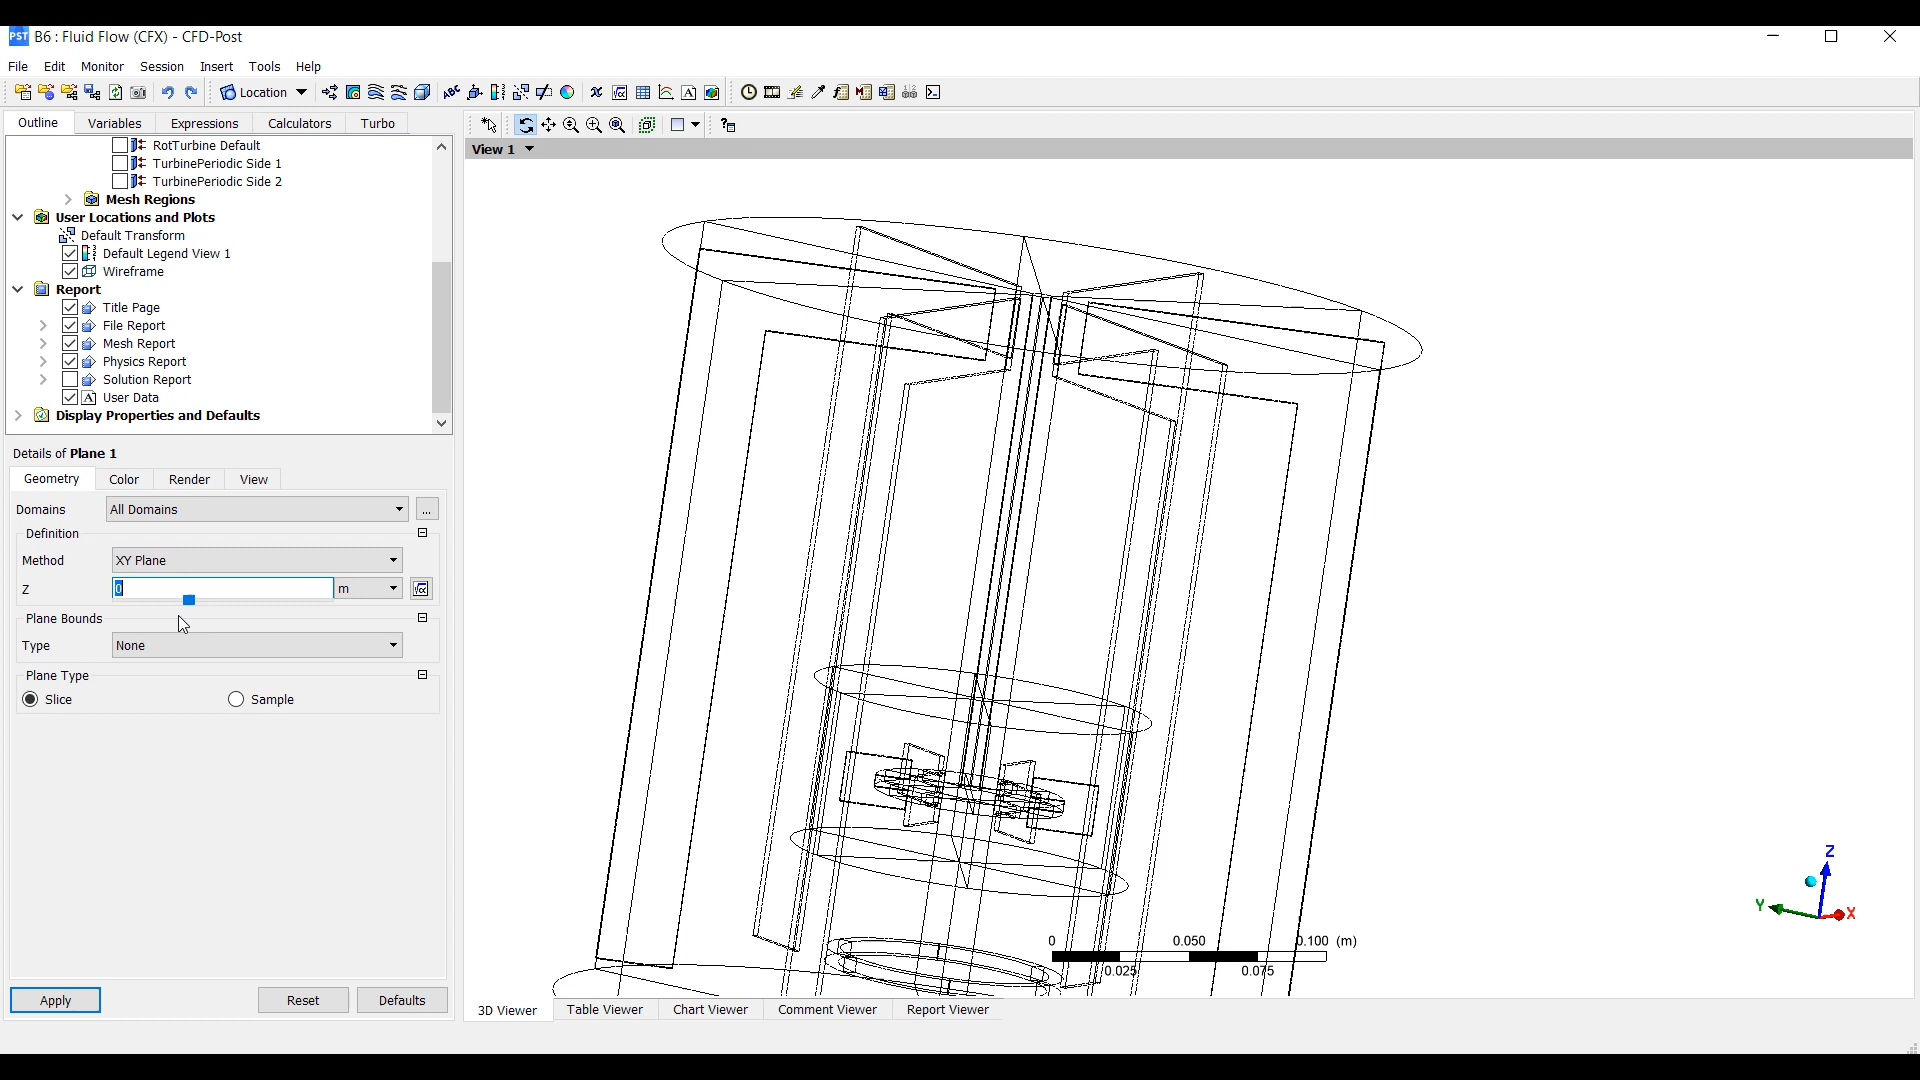 PST B6 : Fluid Flow (CFX) - CFD-Post
File Edit Monitor Session Insert Tools Help
Location
Outline Variables Expressions Calculators Turbo
View 1
RotTurbine Default
TurbinePeriodic Side 1
TurbinePeriodic Side 2
Mesh Regions
User Locations and Plots
Default Transform
Default Legend View 1
Wireframe
Report
Title Page
File Report
Mesh Report
Physics Report
Solution Report
User Data
Display Properties and Defaults
Details of Plane 1
Geometry Color Render View
Domains All Domains ...
Definition
Method XY Plane
Z 0 m
Plane Bounds
Type None
Plane Type
Slice Sample
Apply Reset Defaults
Z
Y X
0 0.050 0.100 (m)
0.025 0.075
3D Viewer Table Viewer Chart Viewer Comment Viewer Report Viewer